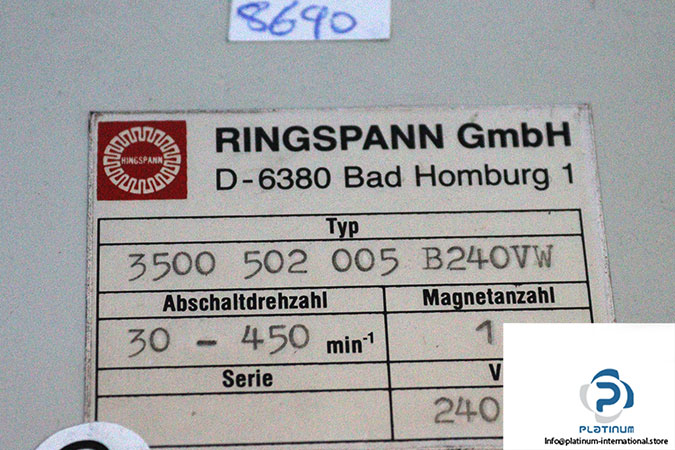 8690
RINGSPANN
RINGSPANN GmbH
D-6380 Bad Homburg 1
Typ
3500 502 005 B240VW
Abschaltdrehzahl Magnetanzahl
30 - 450 min-1 1
Serie V
240
PLATINUM
Info@platinum-international.store